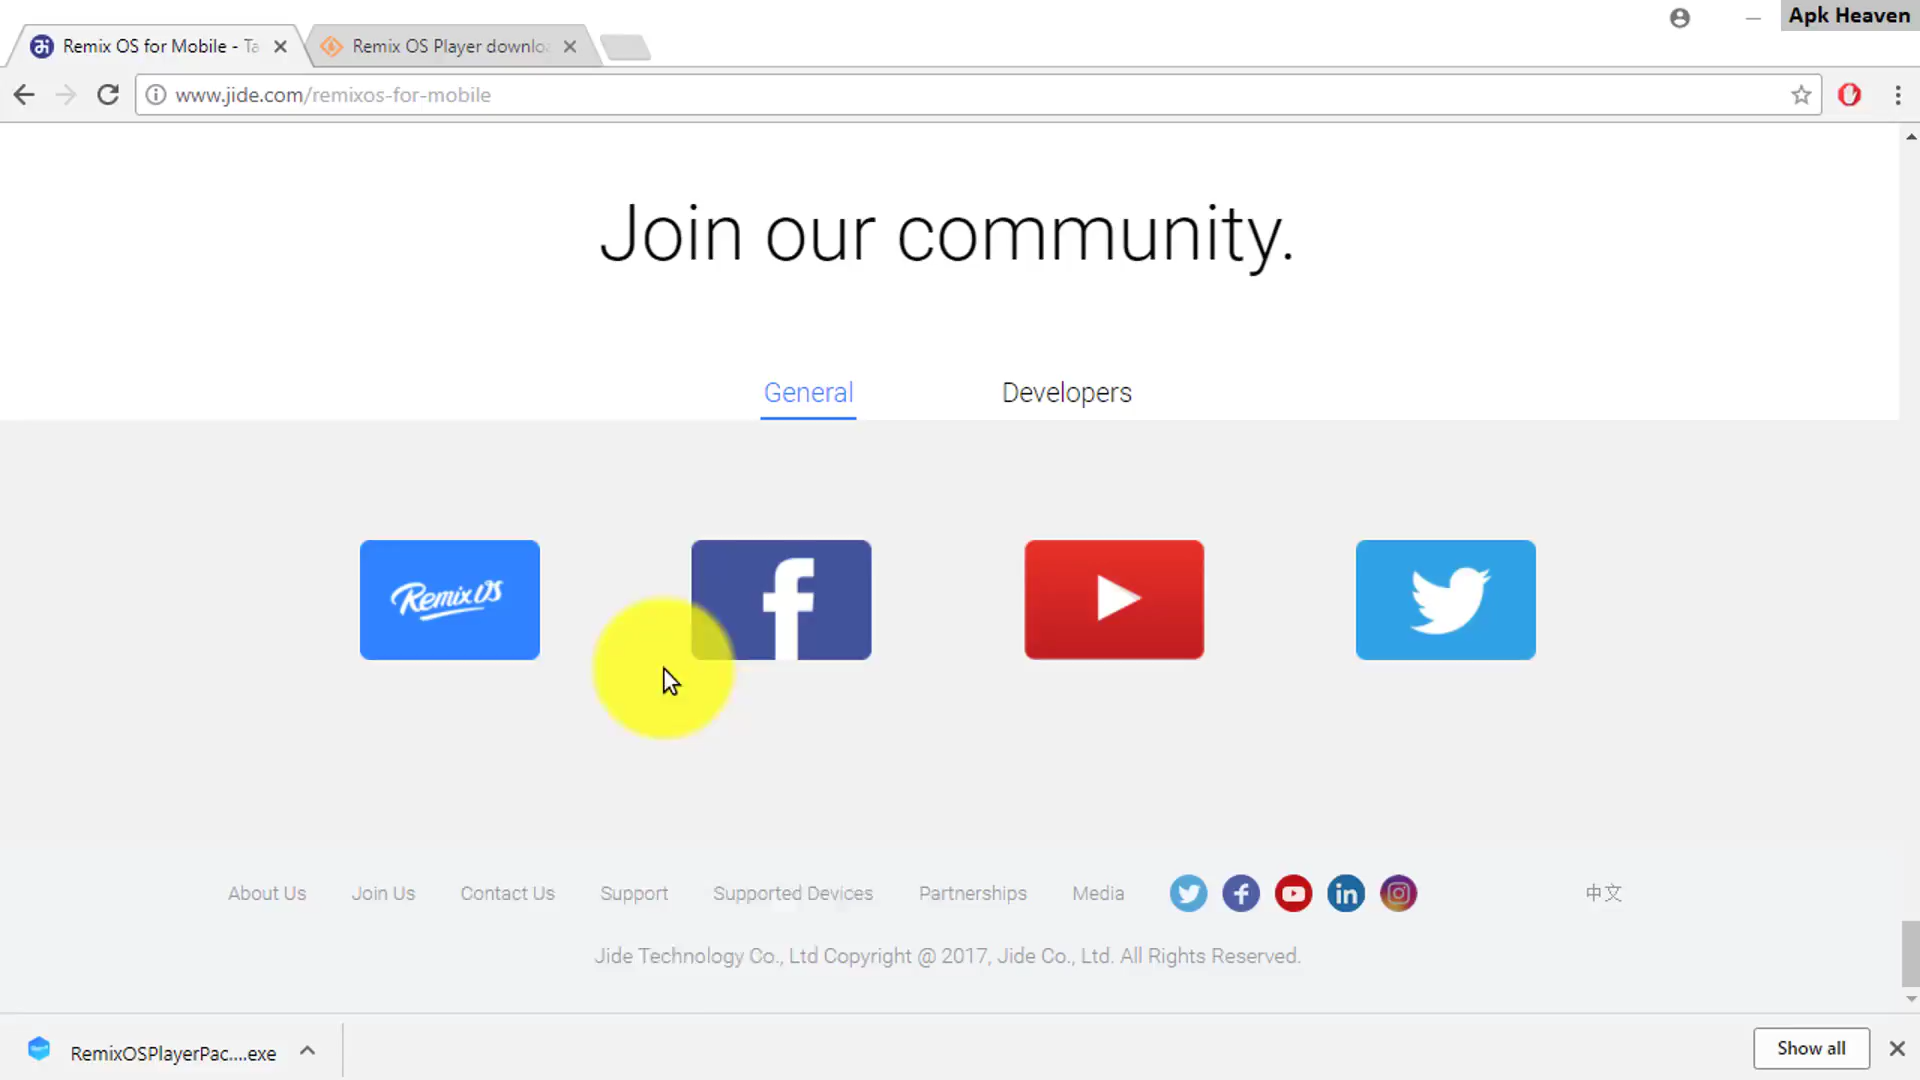 Apk Heaven
Remix OS for Mobile - Ta
Remix OS Player downlo
www.jide.com/remixos-for-mobile
Join our community.
General
Developers
Remix OS
About Us
Join Us
Contact Us
Support
Supported Devices
Partnerships
Media
中文
Jide Technology Co., Ltd Copyright @ 2017, Jide Co., Ltd. All Rights Reserved.
RemixOSPlayerPac....exe
Show all